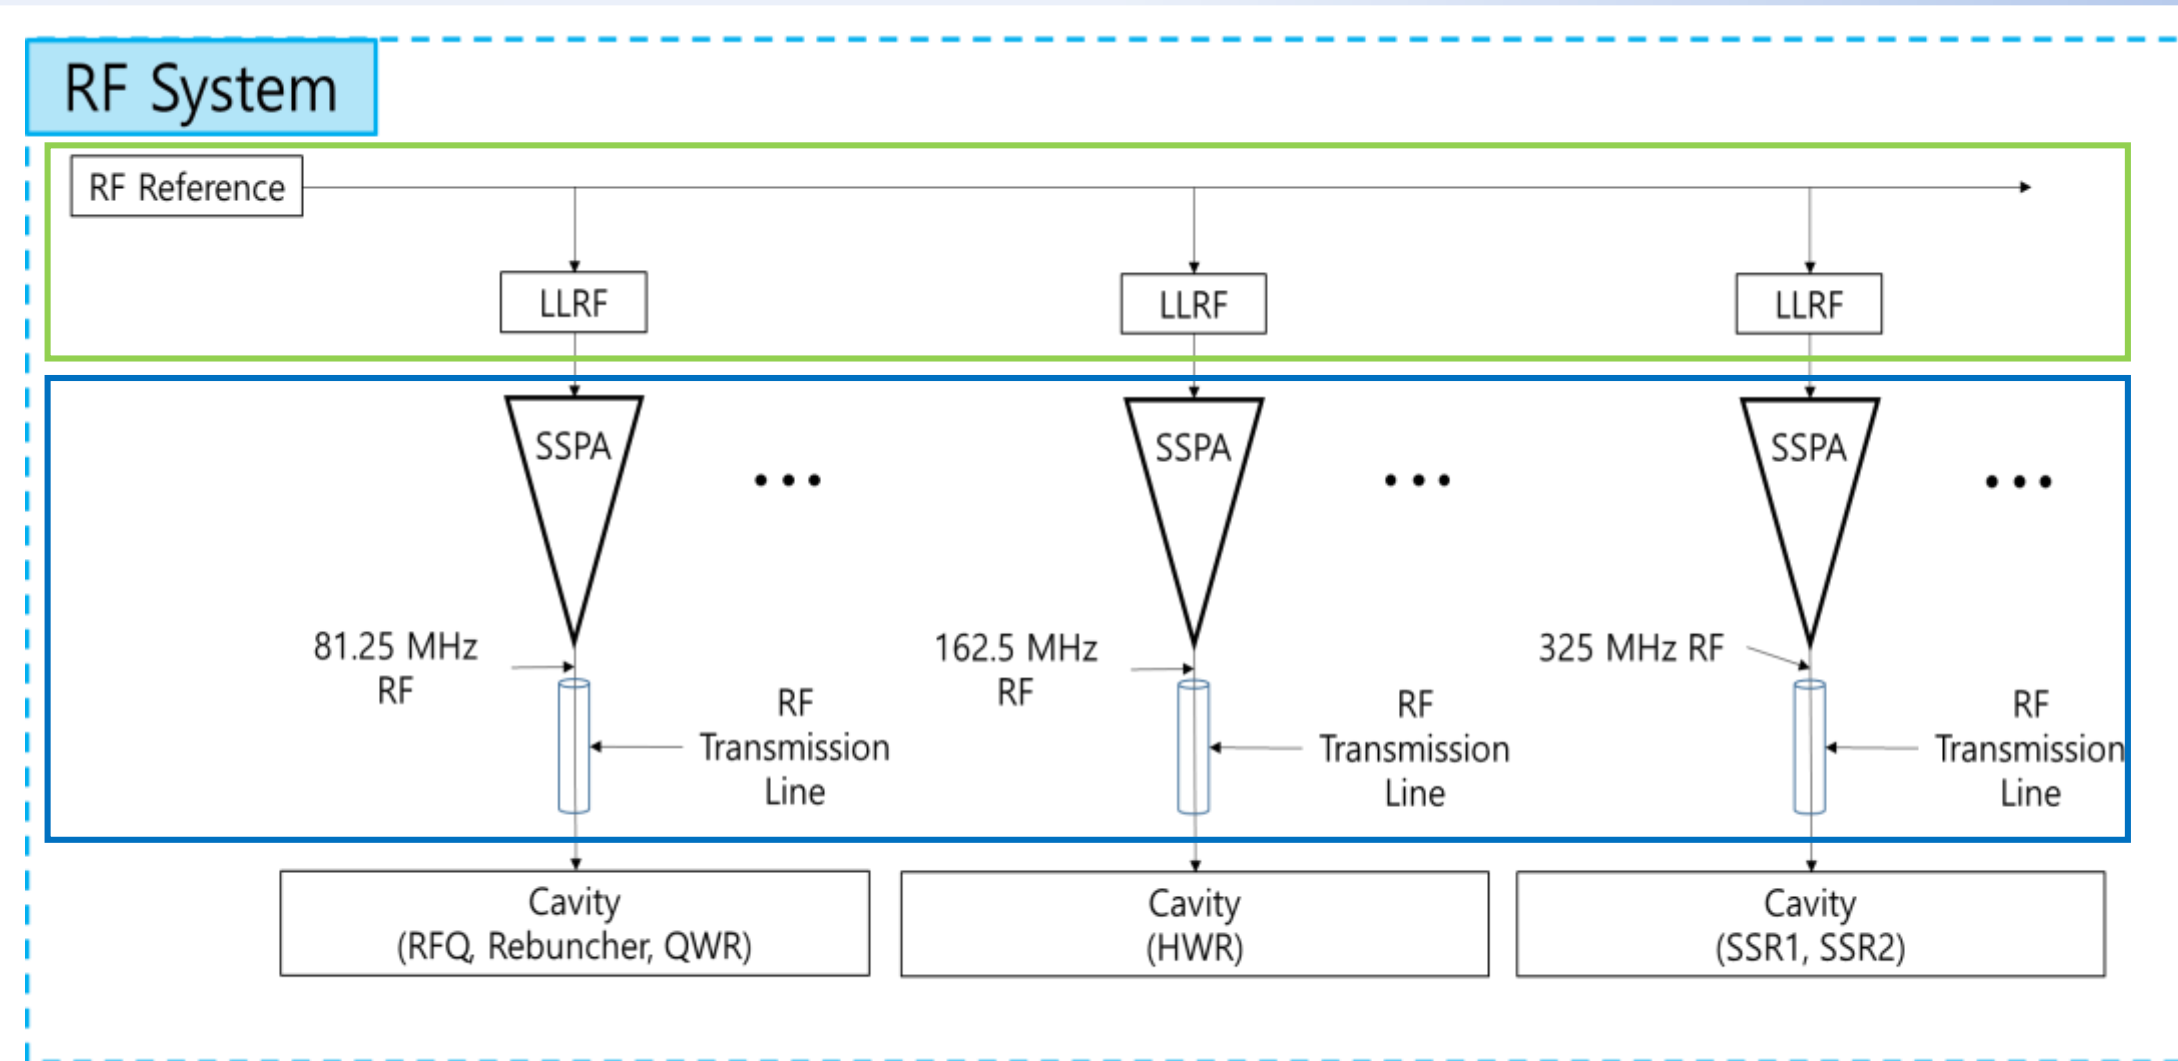 RF System
RF Reference
LLRF
LLRF
LLRF
SSPA
SSPA
SSPA
81.25 MHz
RF
162.5 MHz
RF
325 MHz RF
RF
Transmission
Line
RF
Transmission
Line
RF
Transmission
Line
Cavity
(RFQ, Rebuncher, QWR)
Cavity
(HWR)
Cavity
(SSR1, SSR2)